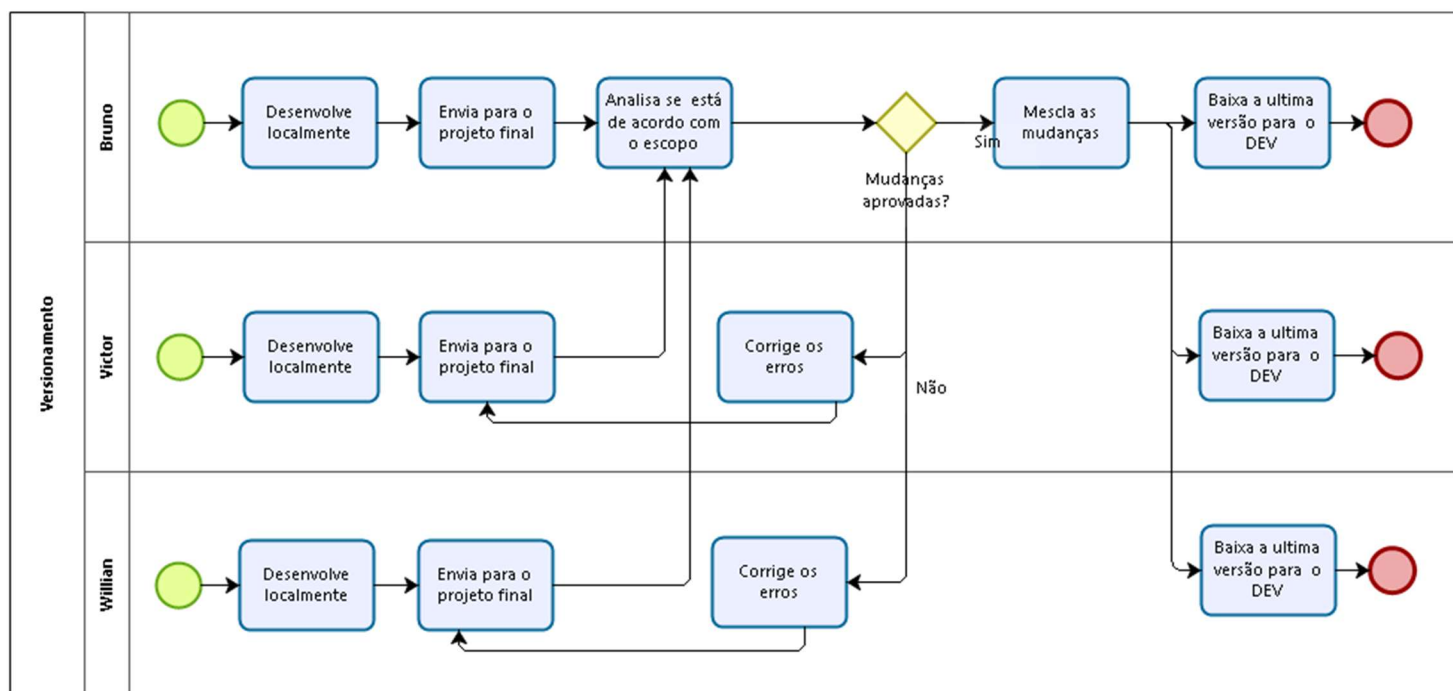 Versionamento
Bruno
Desenvolve
localmente
Envia para o
projeto final
Analisa se está
de acordo com
o escopo
Mudanças
aprovadas?
Sim
Mescla as
mudanças
Baixa a ultima
versão para o
DEV
Victor
Desenvolve
localmente
Envia para o
projeto final
Corrige os
erros
Não
Baixa a ultima
versão para o
DEV
Willian
Desenvolve
localmente
Envia para o
projeto final
Corrige os
erros
Baixa a ultima
versão para o
DEV